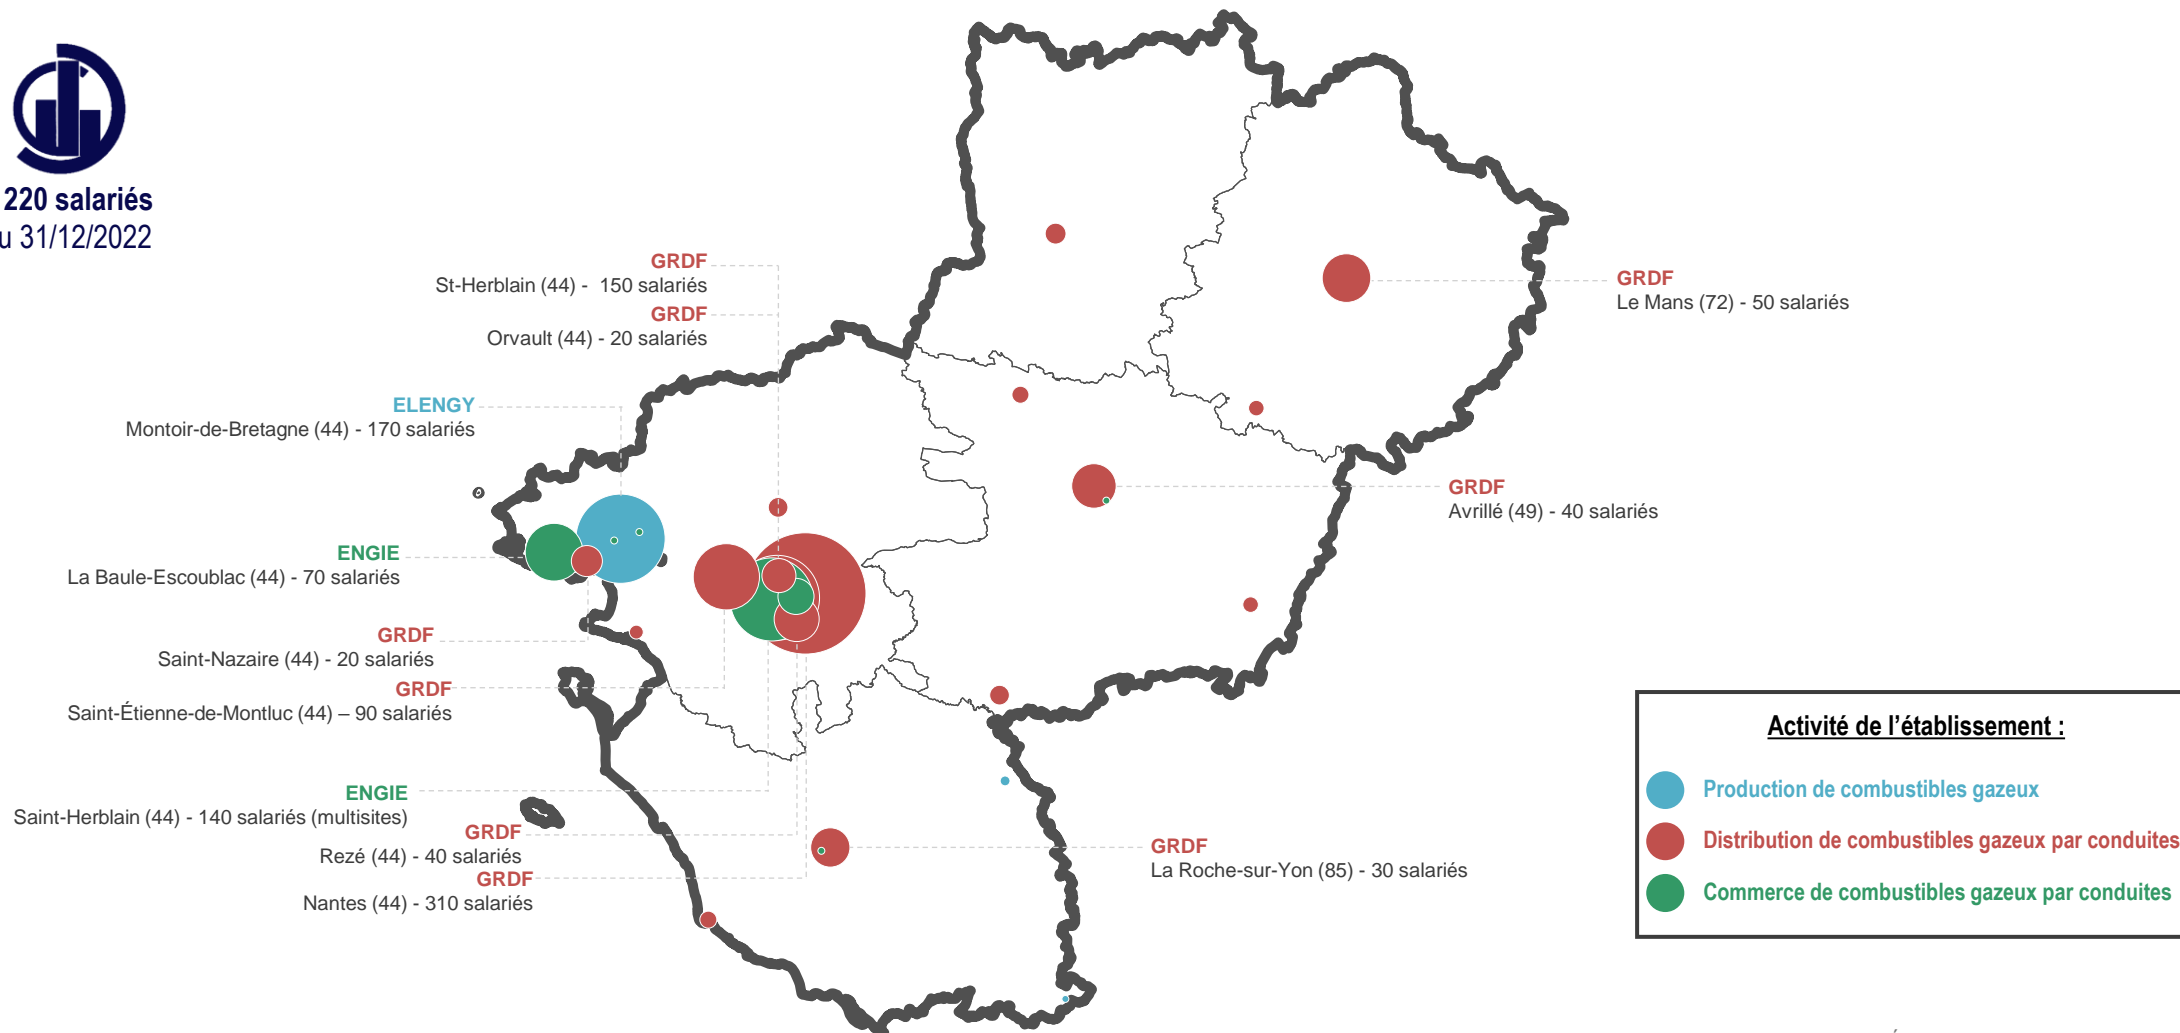 220 salariés
u 31/12/2022
GRDF
St-Herblain (44) - 150 salariés
GRDF
Orvault (44) - 20 salariés
ELENGY
Montoir-de-Bretagne (44) - 170 salariés
ENGIE
La Baule-Escoublac (44) - 70 salariés
GRDF
Saint-Nazaire (44) - 20 salariés
GRDF
Saint-Étienne-de-Montluc (44) – 90 salariés
ENGIE
Saint-Herblain (44) - 140 salariés (multisites)
GRDF
Rezé (44) - 40 salariés
GRDF
Nantes (44) - 310 salariés
GRDF
Le Mans (72) - 50 salariés
GRDF
Avrillé (49) - 40 salariés
GRDF
La Roche-sur-Yon (85) - 30 salariés
Activité de l'établissement :
Production de combustibles gazeux
Distribution de combustibles gazeux par conduites
Commerce de combustibles gazeux par conduites